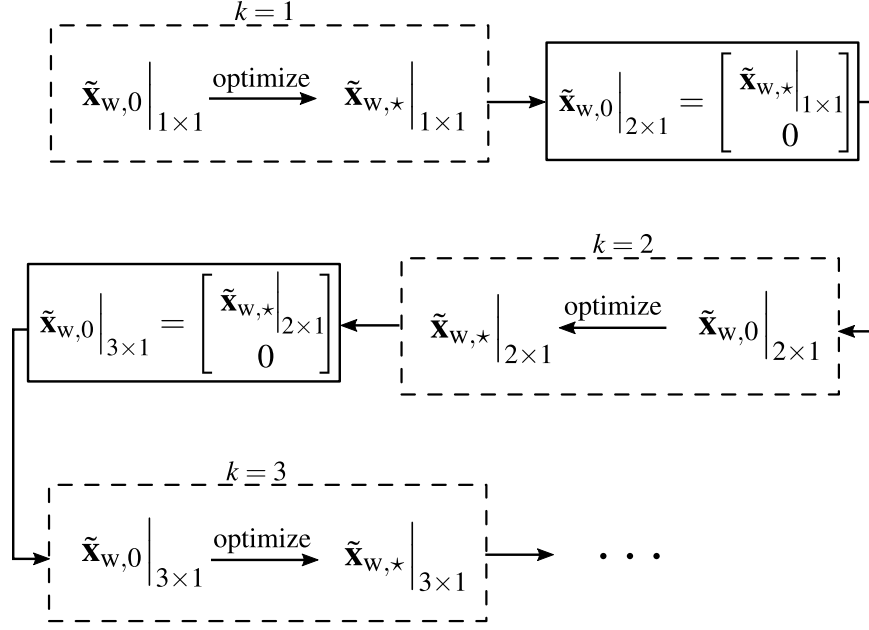 k = 1
x̃_{w,0}|_{1×1} optimize x̃_{w,⋆}|_{1×1}
x̃_{w,0}|_{2×1} = [x̃_{w,⋆}|_{1×1} 0]
k = 2
x̃_{w,0}|_{3×1} = [x̃_{w,⋆}|_{2×1} 0]
x̃_{w,⋆}|_{2×1} optimize x̃_{w,0}|_{2×1}
k = 3
x̃_{w,0}|_{3×1} optimize x̃_{w,⋆}|_{3×1} . . .